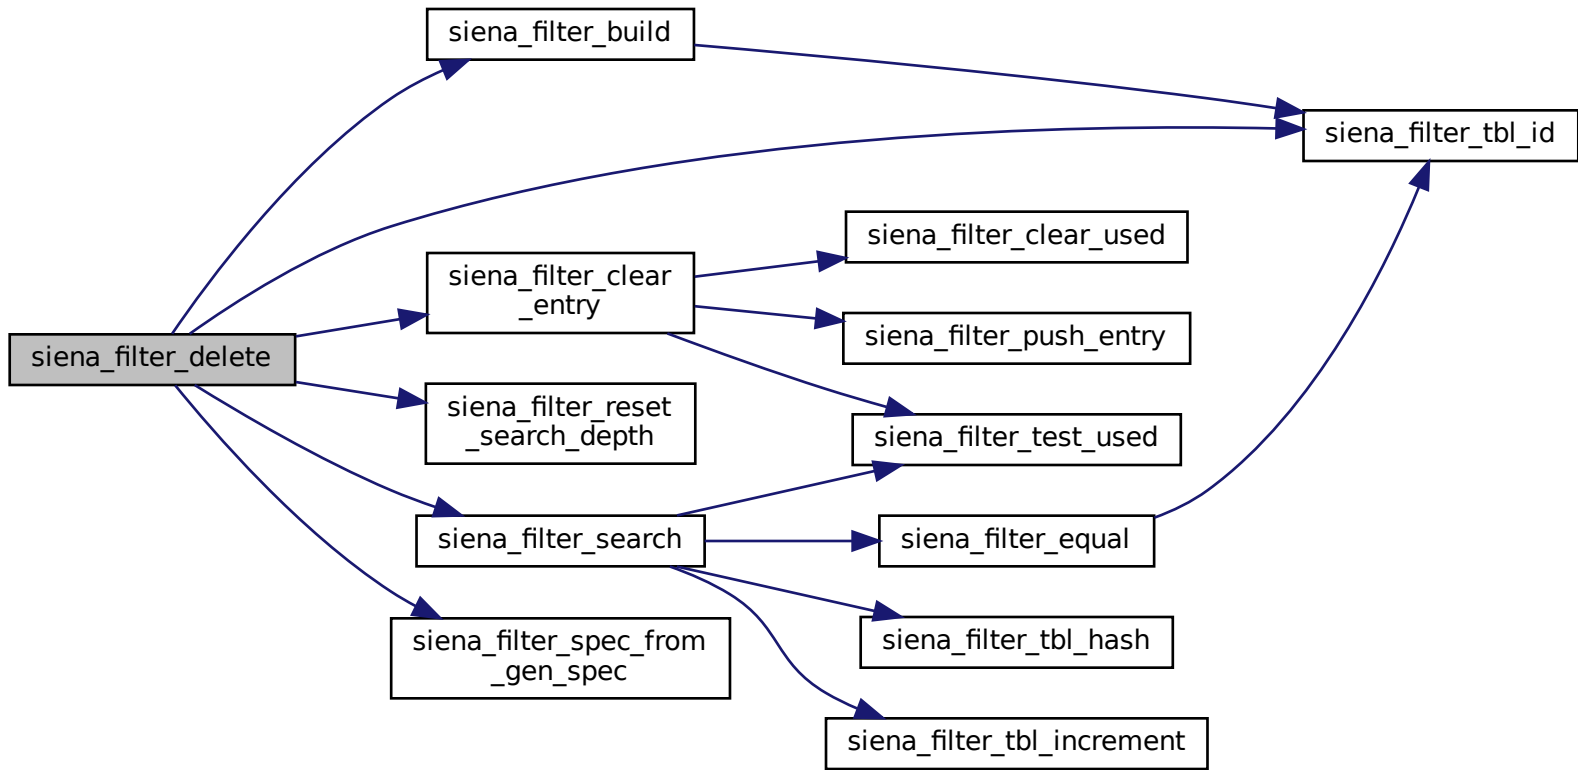 siena_filter_build
siena_filter_tbl_id
siena_filter_clear_used
siena_filter_clear
_entry
siena_filter_push_entry
siena_filter_delete
siena_filter_reset
_search_depth
siena_filter_test_used
siena_filter_search
siena_filter_equal
siena_filter_tbl_hash
siena_filter_spec_from
_gen_spec
siena_filter_tbl_increment